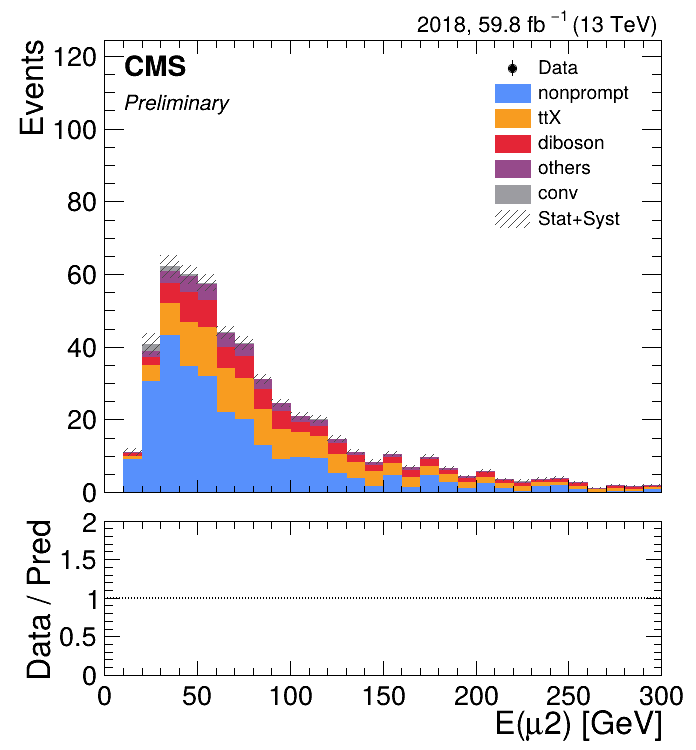 2018, 59.8 fb⁻¹ (13 TeV)
CMS
Preliminary
Events
120
100
80
60
40
20
0
Data
nonprompt
ttX
diboson
others
conv
Stat+Syst
Data / Pred
2
1.5
1
0.5
0
0 50 100 150 200 250 300
E(μ2) [GeV]